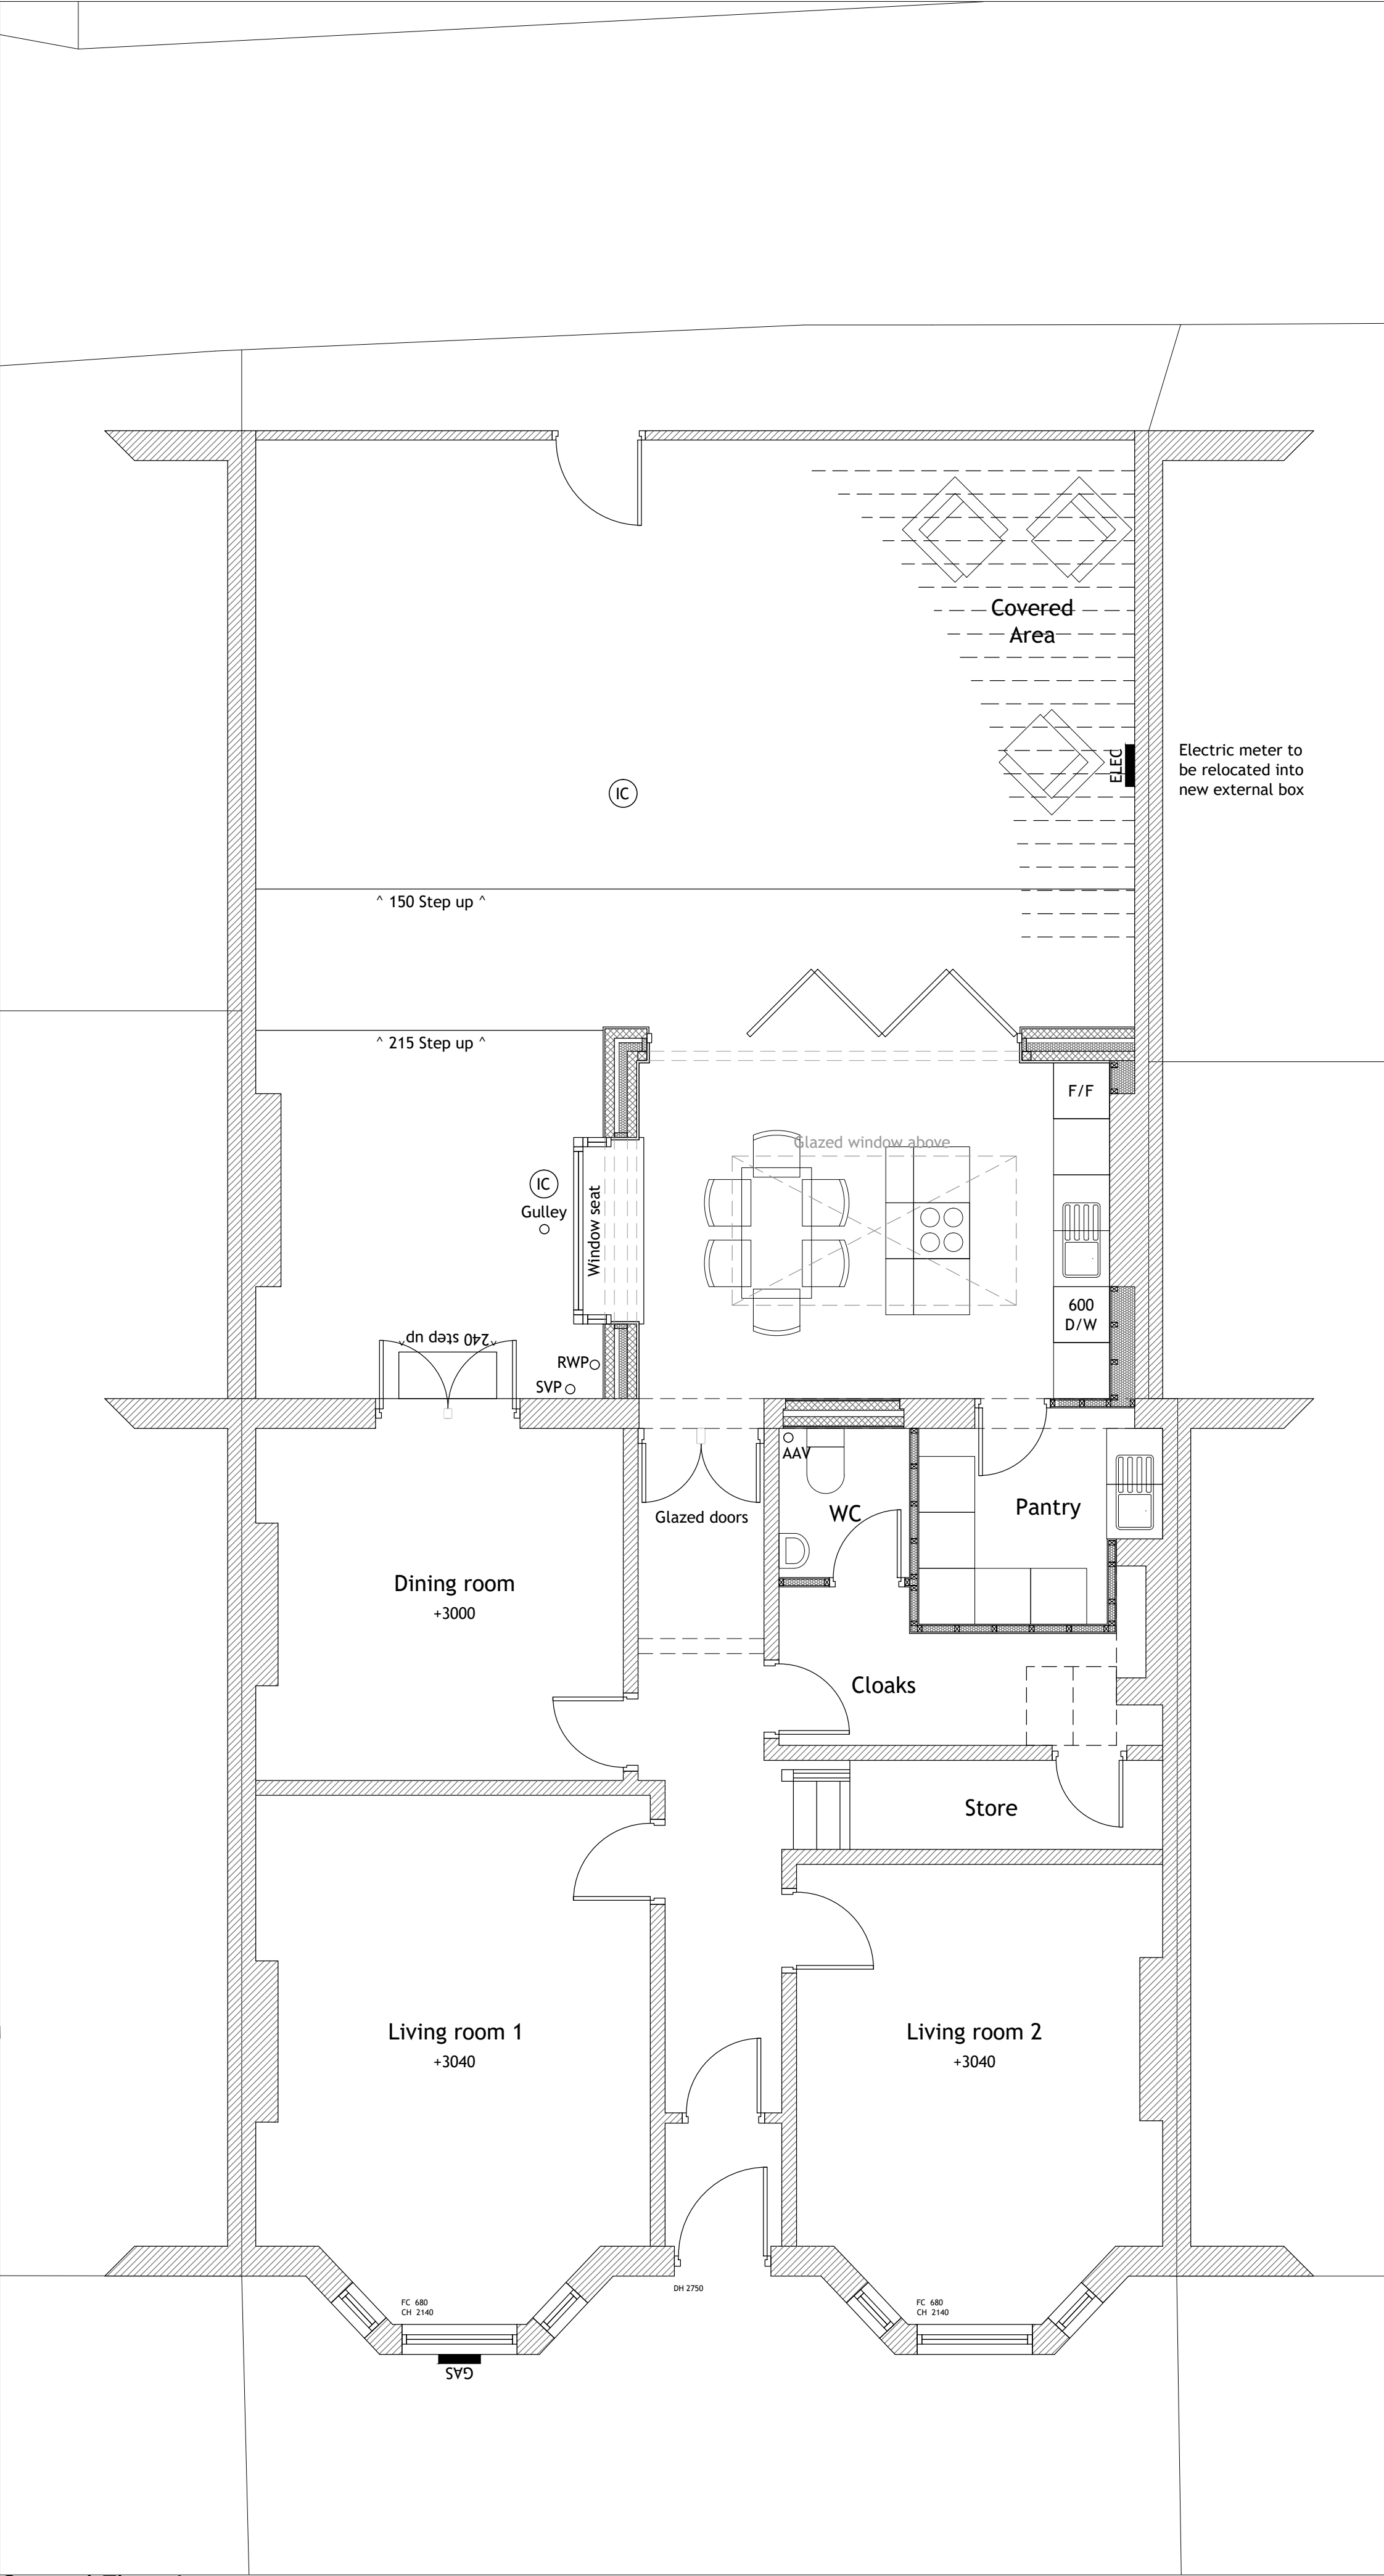 Covered
Area
ELEC
Electric meter to
be relocated into
new external box
IC
^ 150 Step up ^
^ 215 Step up ^
F/F
Glazed window above
IC
Gulley
Window seat
600
D/W
^240 step up^
RWP
SVP
AAV
WC
Pantry
Glazed doors
Dining room
+3000
Cloaks
Store
Living room 1
+3040
Living room 2
+3040
DH 2750
FC 680
CH 2140
FC 680
CH 2140
GAS